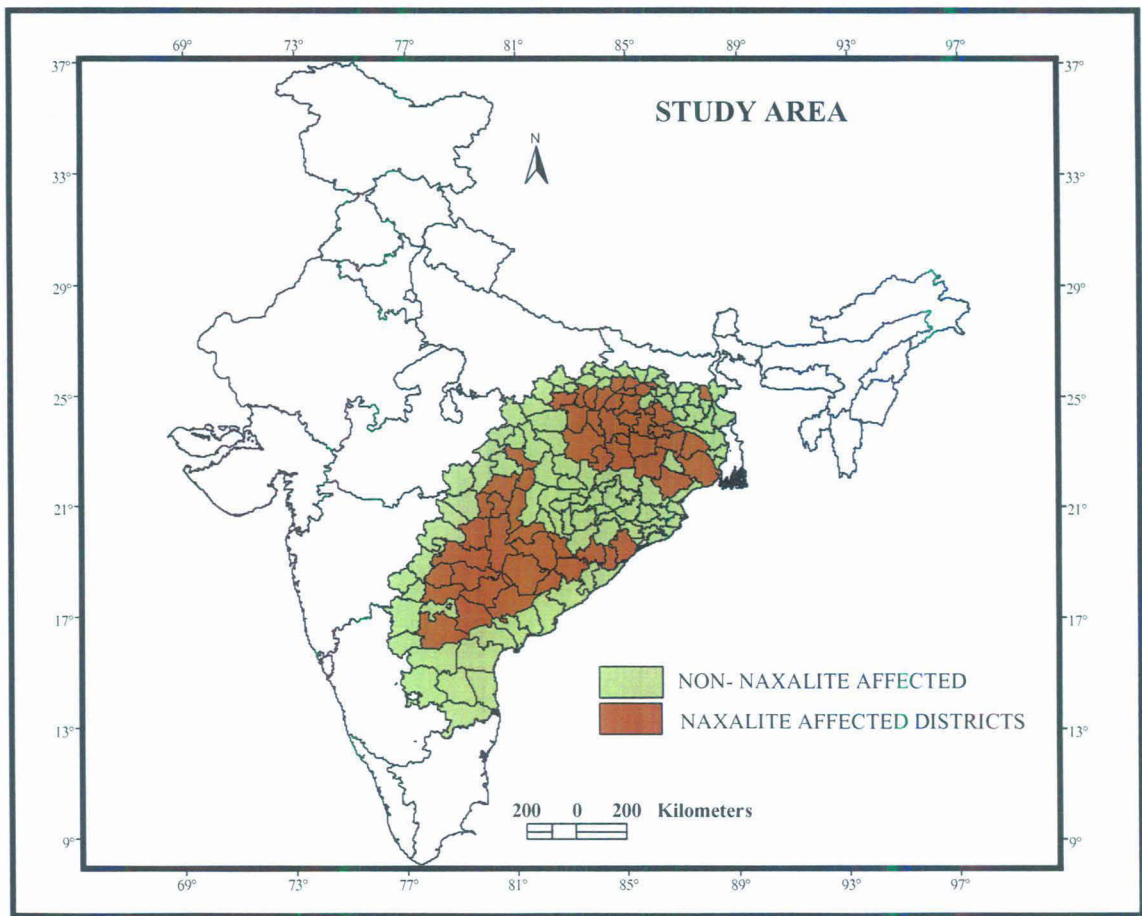 69° 73° 77° 81° 85° 89° 93° 97°
37° 37°
STUDY AREA
N
33° 33°
29° 29°
25° 25°
21° 21°
17° 17°
NON- NAXALITE AFFECTED
NAXALITE AFFECTED DISTRICTS
13° 13°
200 0 200 Kilometers
9° 9°
69° 73° 77° 81° 85° 89° 93° 97°